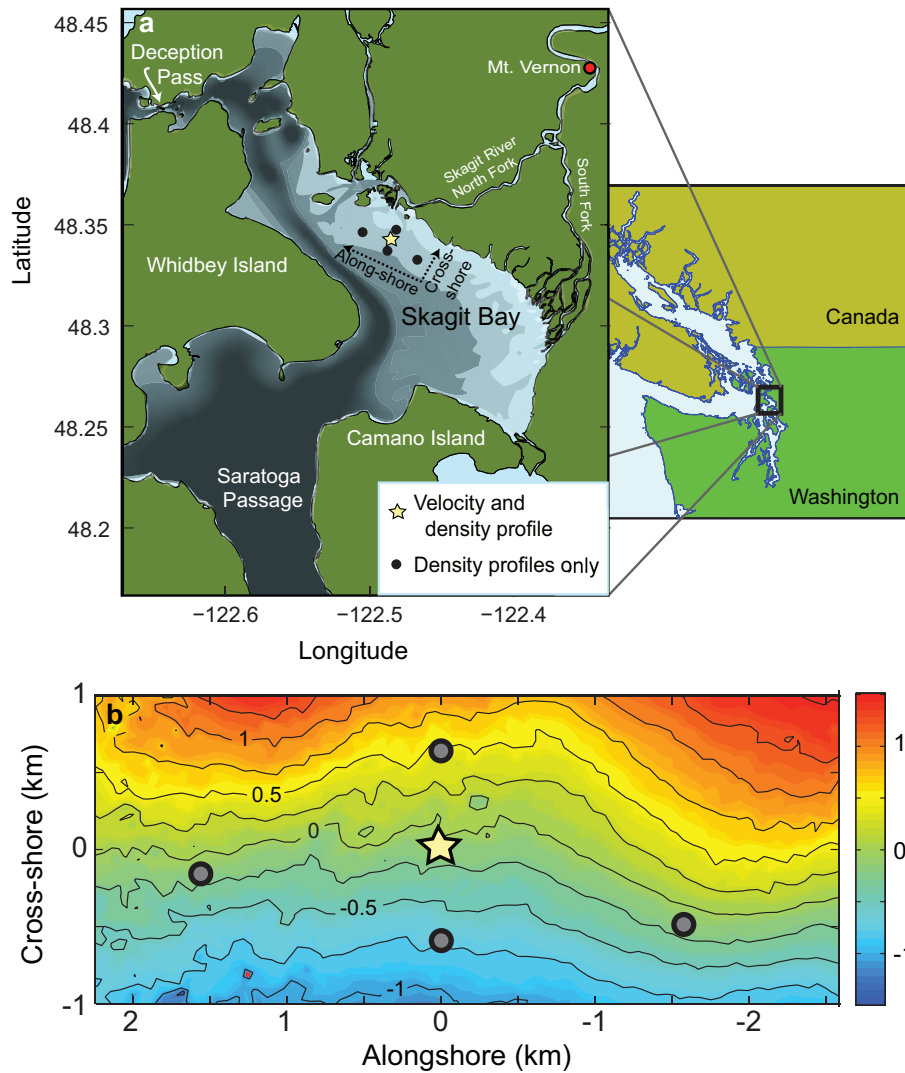 a
48.45
48.4
48.35
48.3
48.25
48.2
Latitude
Deception
Pass
Mt. Vernon
Skagit River
North Fork
South Fork
Whidbey Island
Along-shore
Cross-
shore
Skagit Bay
Camano Island
Saratoga
Passage
Velocity and
density profile
Density profiles only
−122.6
−122.5
−122.4
Longitude
Canada
Washington
b
1
0
-1
Cross-shore (km)
1
0.5
0
-0.5
-1
2
1
0
-1
-2
Alongshore (km)
1
0
-1